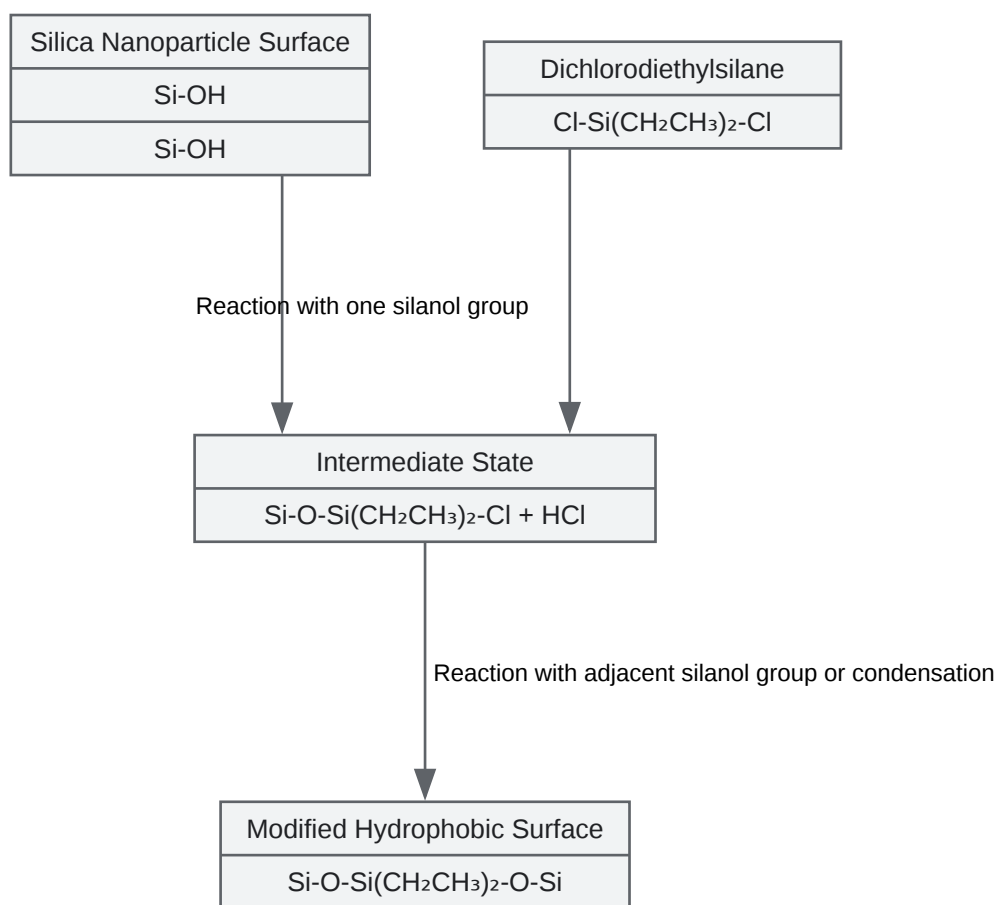 Silica Nanoparticle Surface
Si-OH
Si-OH
Dichlorodiethylsilane
Cl-Si(CH₂CH₃)₂-Cl
Reaction with one silanol group
Intermediate State
Si-O-Si(CH₂CH₃)₂-Cl + HCl
Reaction with adjacent silanol group or condensation
Modified Hydrophobic Surface
Si-O-Si(CH₂CH₃)₂-O-Si